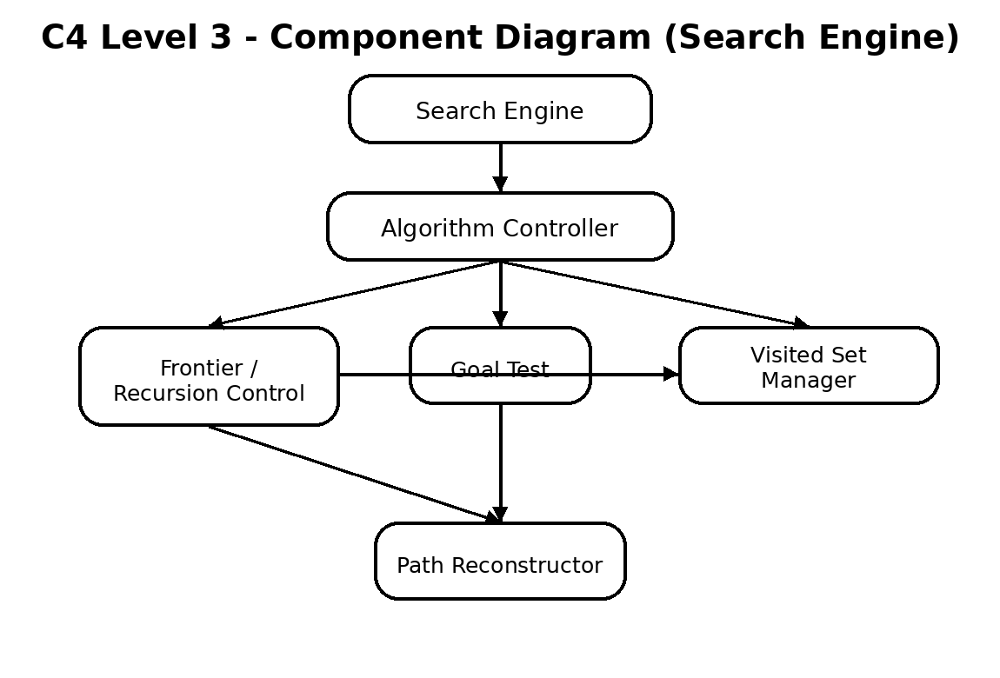 C4 Level 3 - Component Diagram (Search Engine)
Search Engine
Algorithm Controller
Frontier /
Recursion Control
Goal Test
Visited Set
Manager
Path Reconstructor